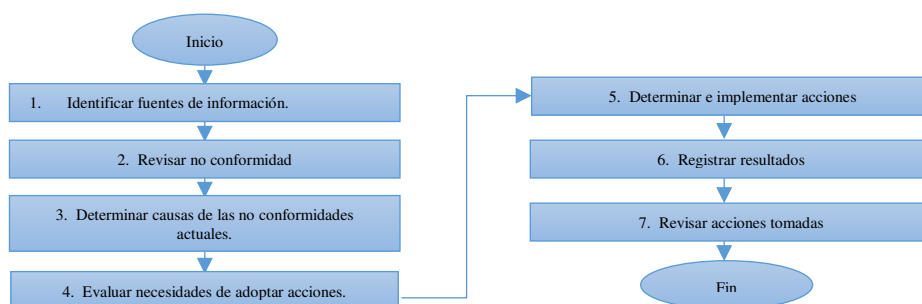 Inicio
1. Identificar fuentes de información.
2. Revisar no conformidad
3. Determinar causas de las no conformidades
actuales.
4. Evaluar necesidades de adoptar acciones.
5. Determinar e implementar acciones
6. Registrar resultados
7. Revisar acciones tomadas
Fin